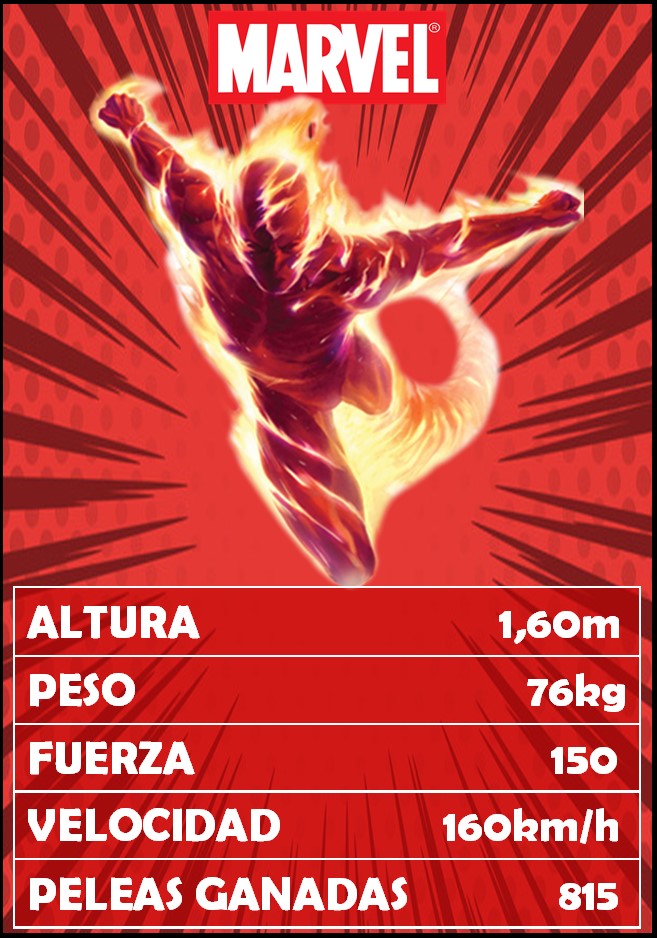 MARVEL®
ALTURA 1,60m
PESO 76kg
FUERZA 150
VELOCIDAD 160km/h
PELEAS GANADAS 815